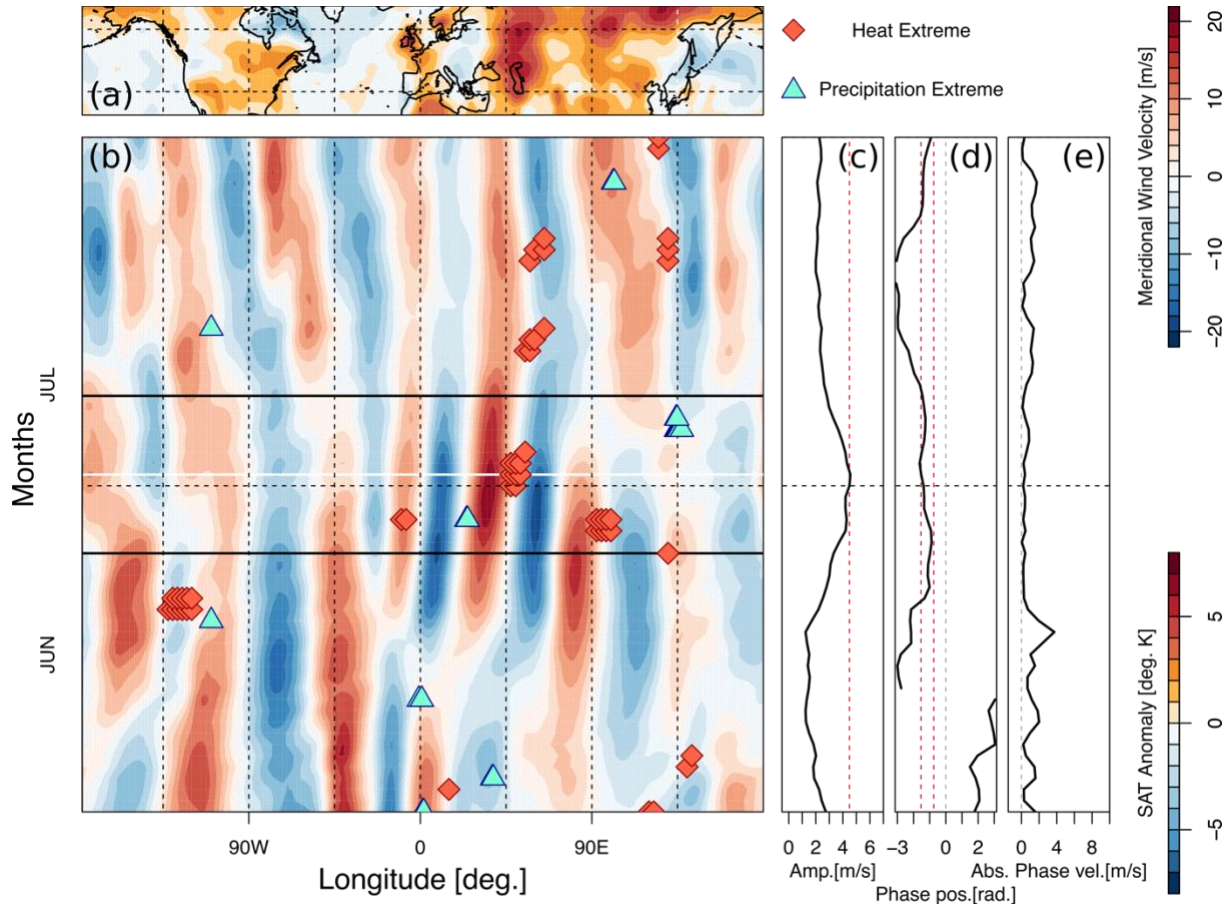 (a)
Heat Extreme
Precipitation Extreme
20
10
0
−10
−20
Meridional Wind Velocity [m/s]
(b)
(c)
(d)
(e)
JUL
JUN
Months
90W
0
90E
Longitude [deg.]
0 2 4 6
Amp.[m/s]
−3 0 2
Phase pos.[rad.]
0 4 8
Abs. Phase vel.[m/s]
5
0
−5
SAT Anomaly [deg. K]